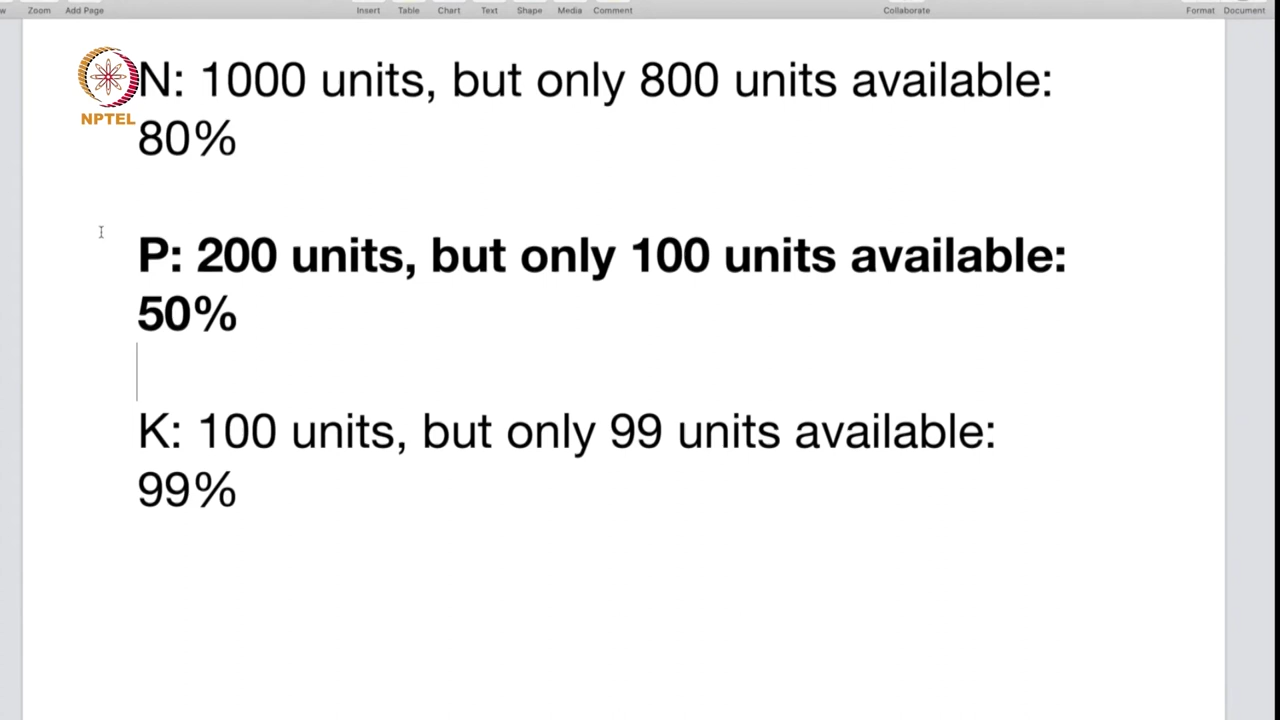 w Zoom Add Page Insert Table Chart Text Shape Media Comment Collaborate Format Document
N: 1000 units, but only 800 units available:
80%
NPTEL
P: 200 units, but only 100 units available:
50%
K: 100 units, but only 99 units available:
99%